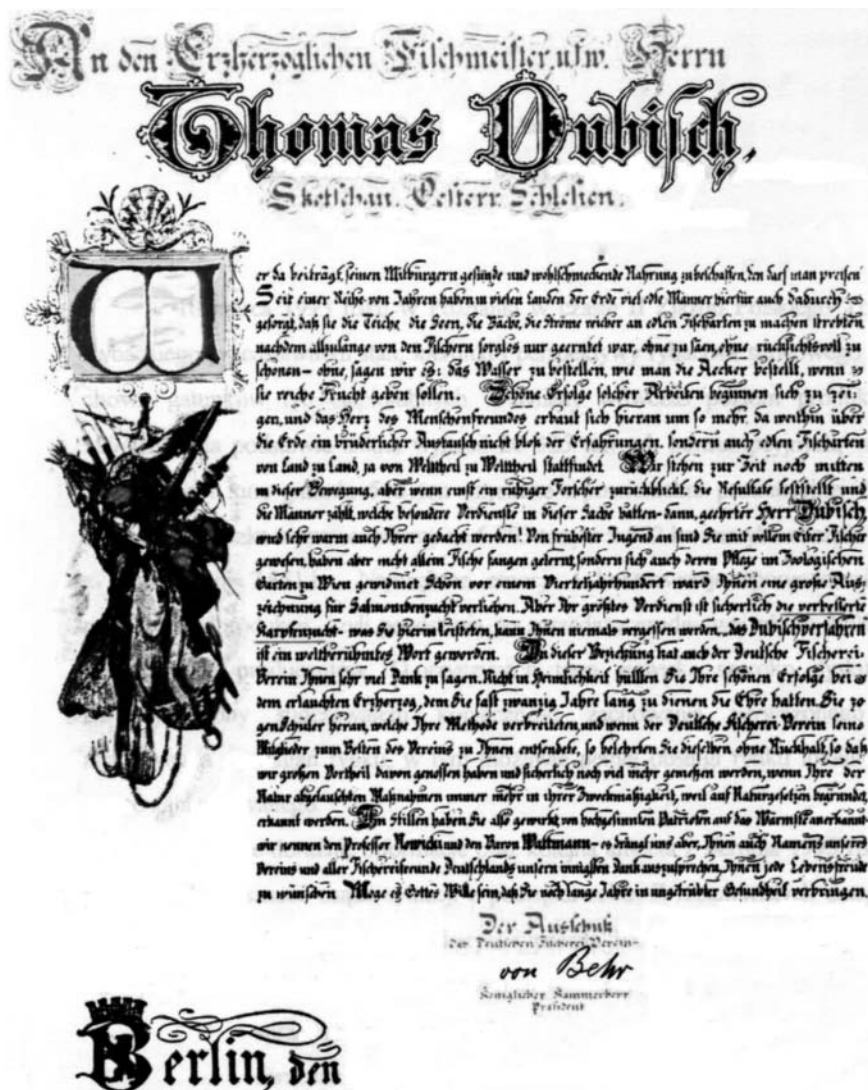 An den Erzherzoglichen Fischmeister, usw. Herrn
Thomas Dubisch,
Skotschau. Oesterr. Schlesien.
Wer da beiträgt, seinen Mitbürgern gesunde und wohlschmeckende Nahrung zu beschaffen, den darf man preisen
Seit einer Reihe von Jahren haben in vielen Landen der Erde viel edle Männer hierfür auch dadurch
gesorgt, daß sie die Teiche, die Seen, die Bäche, die Ströme reicher an edlen Fischarten zu machen strebten
nachdem allzulange von den Fischern sorglos nur geerntet war, ohne zu säen, ohne rücksichtsvoll zu
schonen – ohne, sagen wir es: das Wasser zu bestellen, wie man die Aecker bestellt, wenn
sie reiche Frucht geben sollen. Schöne Erfolge solcher Arbeiten beginnen sich zu zei-
gen, und das Herz des Menschenfreundes erbaut sich hieran um so mehr, da weithin über
die Erde ein brüderlicher Austausch nicht bloß der Erfahrungen, sondern auch edlen Fischarten
von Land zu Land, ja von Welttheil zu Welttheil stattfindet. Wir stehen zur Zeit noch mitten
in dieser Bewegung, aber wenn einst ein ruhiger Forscher zurückblickt, die Resultate feststellt und
die Männer zählt, welche besondere Verdienste in dieser Sache hatten – dann, geehrter Herr Dubisch
wird sehr warm auch Ihrer gedacht werden! Von frühester Jugend an sind Sie mit vollem Eifer Fischer
gewesen, haben aber nicht allein Fische fangen gelernt, sondern sich auch deren Pflege im Zoologischen
Garten zu Wien gewidmet Schon vor einem Vierteljahrhundert ward Ihnen eine große Aus-
zeichnung für Salmonidenzucht verliehen. Aber Ihr größtes Verdienst ist sicherlich die verbesserte
Karpfenzucht – was Sie hierin leisteten, kann Ihnen niemals vergessen werden, „das Dubischverfahren
ist ein weltberühmtes Wort geworden. In dieser Beziehung hat auch der Deutsche Fischerei-
Verein Ihnen sehr viel Dank zu sagen. Nicht in Heimlichkeit hüllten Sie Ihre schönen Erfolge bei
dem erlauchten Erzherzog, dem Sie fast zwanzig Jahre lang zu dienen die Ehre hatten. Sie zo-
gen Schüler heran, welche Ihre Methode verbreiteten, und wenn der Deutsche Fischerei-Verein seine
Mitglieder zum Besten des Vereins zu Ihnen entsendete, so belehrten Sie dieselben ohne Rückhalt, so daß
wir großen Vortheil davon genossen haben und sicherlich noch viel mehr genießen werden, wenn Ihre der
Natur abgelauschten Maßnahmen immer mehr in ihrer Zweckmäßigkeit, weil auf Naturgesetzen begründet,
erkannt werden. Im Stillen haben Sie also gewirkt, von hochgesinnten Patrioten auf das Wärmste anerkannt
wir nennen den Professor Nowicki und den Baron Wattmann – es drängt uns aber, Ihnen auch Namens unseres
Vereins und aller Fischereifreunde Deutschlands unsern innigsten Dank auszusprechen, Ihnen jede Lebensfreude
zu wünschen. Möge es Gottes Wille sein, daß Sie noch lange Jahre in ungetrübter Gesundheit verbringen.
Der Ausschuß
des Deutschen Fischerei-Verein-
von Behr
Königlicher Kammerherr
Präsident
Berlin, den